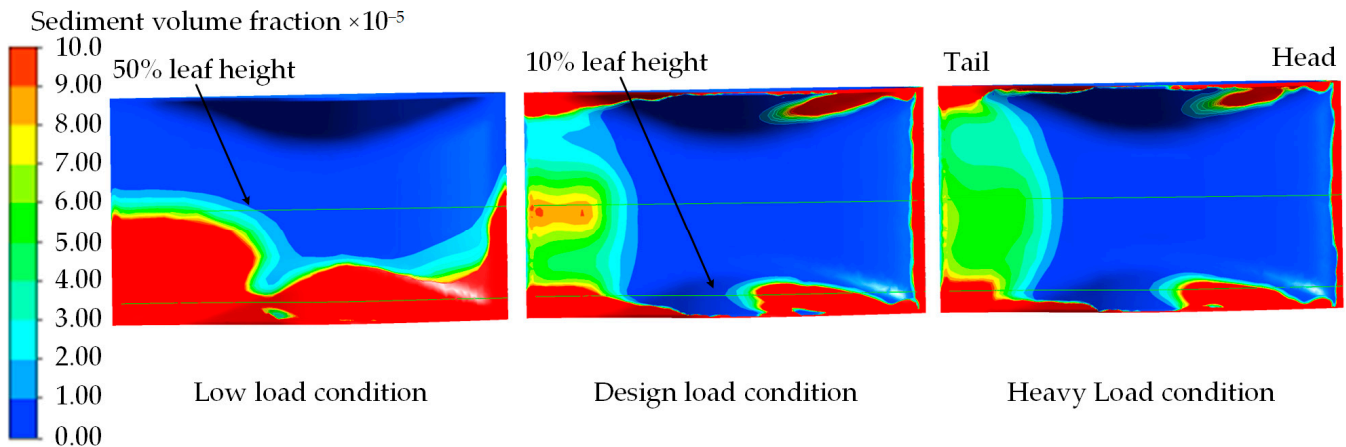 Sediment volume fraction ×10⁻⁵
10.0
9.00
8.00
7.00
6.00
5.00
4.00
3.00
2.00
1.00
0.00
50% leaf height
10% leaf height
Tail
Head
Low load condition
Design load condition
Heavy Load condition